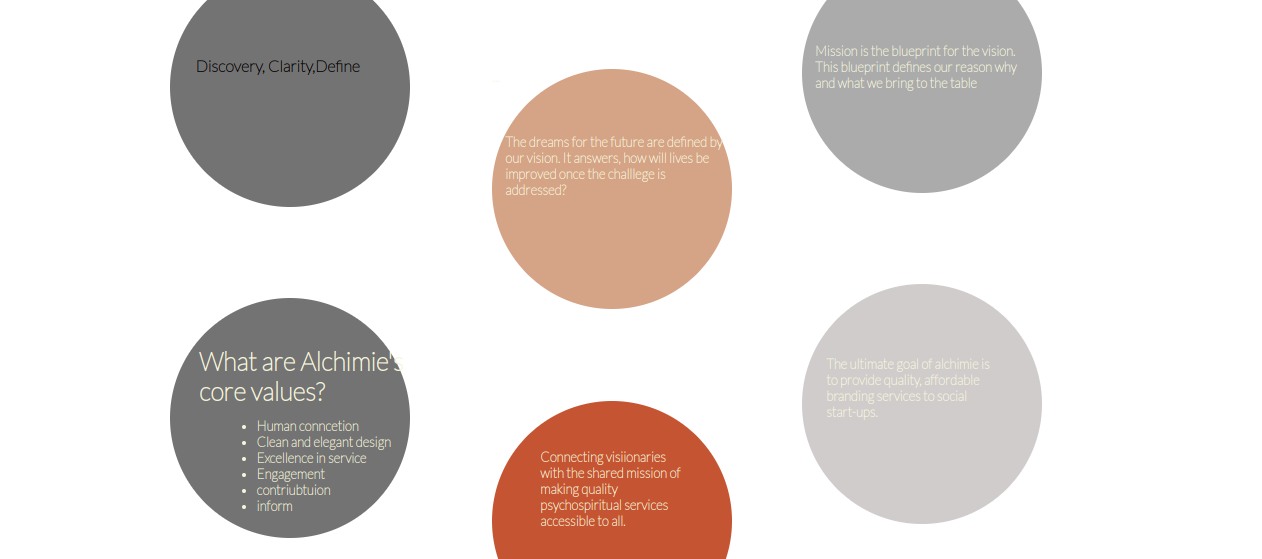 Discovery, Clarity,Define
Mission is the blueprint for the vision.
This blueprint defines our reason why
and what we bring to the table
The dreams for the future are defined by
our vision. It answers, how will lives be
improved once the challlege is
addressed?
What are Alchimie's
core values?
• Human conncetion
• Clean and elegant design
• Excellence in service
• Engagement
• contriubtuion
• inform
The ultimate goal of alchimie is
to provide quality, affordable
branding services to social
start-ups.
Connecting visiionaries
with the shared mission of
making quality
psychospiritual services
accessible to all.